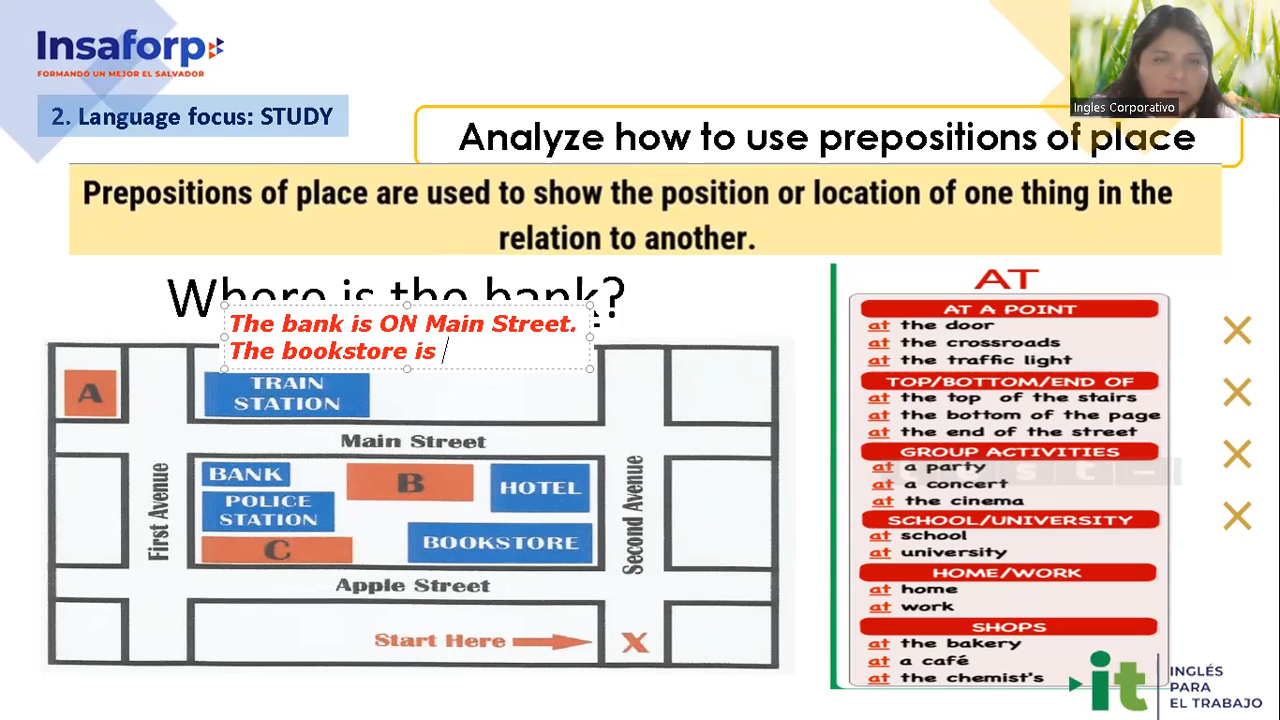 Insaforp
FORMANDO UN MEJOR EL SALVADOR
Ingles Corporativo
2. Language focus: STUDY
Analyze how to use prepositions of place
Prepositions of place are used to show the position or location of one thing in the
relation to another.
Where is the bank?
The bank is ON Main Street.
The bookstore is
A
TRAIN
STATION
Main Street
First Avenue
BANK
POLICE
STATION
B
HOTEL
C
BOOKSTORE
Second Avenue
Apple Street
Start Here
X
AT
AT A POINT
at the door
at the crossroads
at the traffic light
TOP/BOTTOM/END OF
at the top of the stairs
at the bottom of the page
at the end of the street
GROUP ACTIVITIES
at a party
at a concert
at the cinema
SCHOOL/UNIVERSITY
at school
at university
HOME/WORK
at home
at work
SHOPS
at the bakery
at a café
at the chemist's
it
INGLÉS
PARA
EL TRABAJO